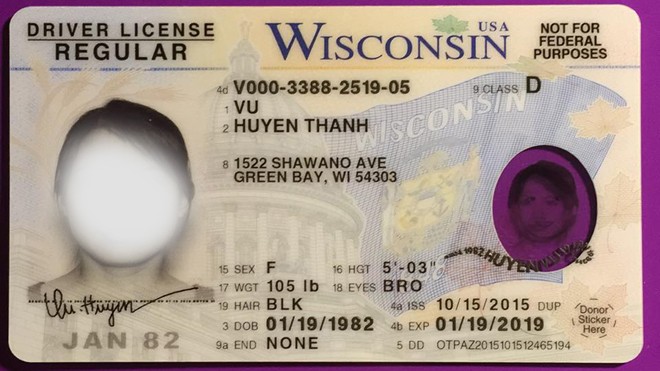 DRIVER LICENSE
REGULAR
WISCONSIN USA
NOT FOR
FEDERAL
PURPOSES
4d V000-3388-2519-05
9 CLASS D
1 VU
2 HUYEN THANH
WISCONSIN
8 1522 SHAWANO AVE
GREEN BAY, WI 54303
15 SEX F 16 HGT 5'-03"
1982 HUYEN
17 WGT 105 lb 18 EYES BRO
19 HAIR BLK 4a ISS 10/15/2015 DUP
3 DOB 01/19/1982 4b EXP 01/19/2019
Donor
Sticker
Here
JAN 82
9a END NONE 5 DD OTPAZ2015101512465194